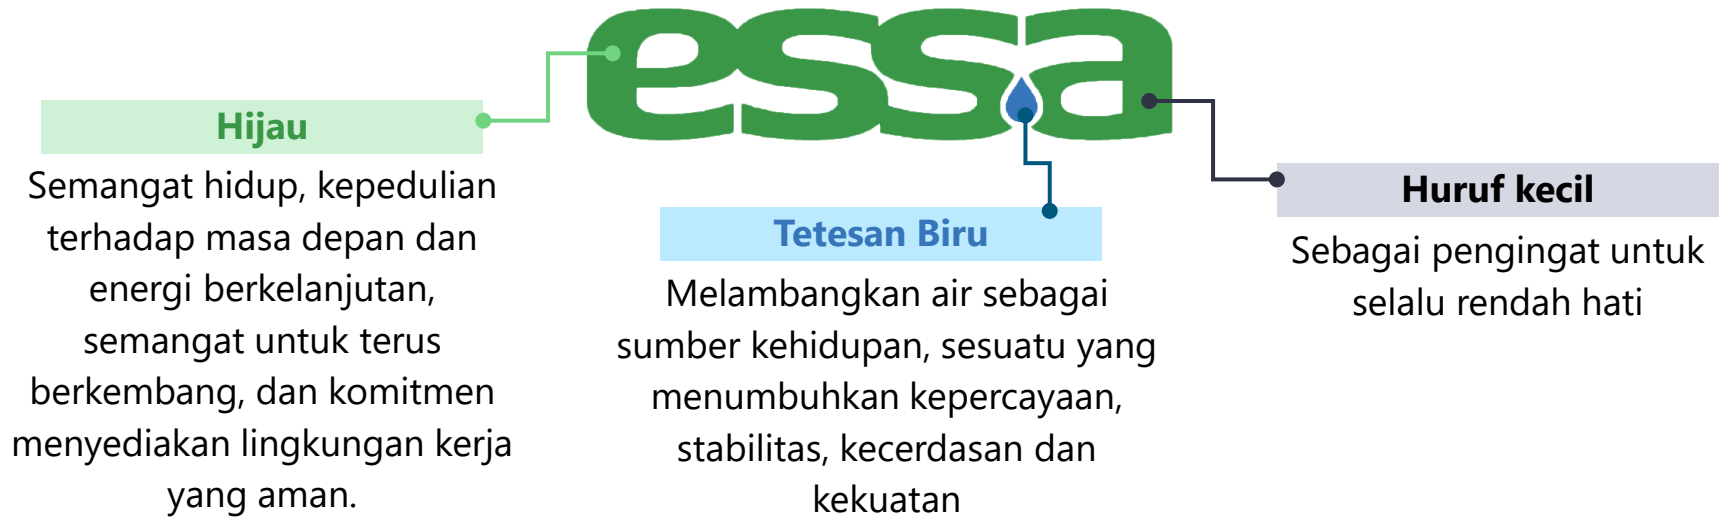 essa
Hijau
Semangat hidup, kepedulian
terhadap masa depan dan
energi berkelanjutan,
semangat untuk terus
berkembang, dan komitmen
menyediakan lingkungan kerja
yang aman.
Tetesan Biru
Melambangkan air sebagai
sumber kehidupan, sesuatu yang
menumbuhkan kepercayaan,
stabilitas, kecerdasan dan
kekuatan
Huruf kecil
Sebagai pengingat untuk
selalu rendah hati